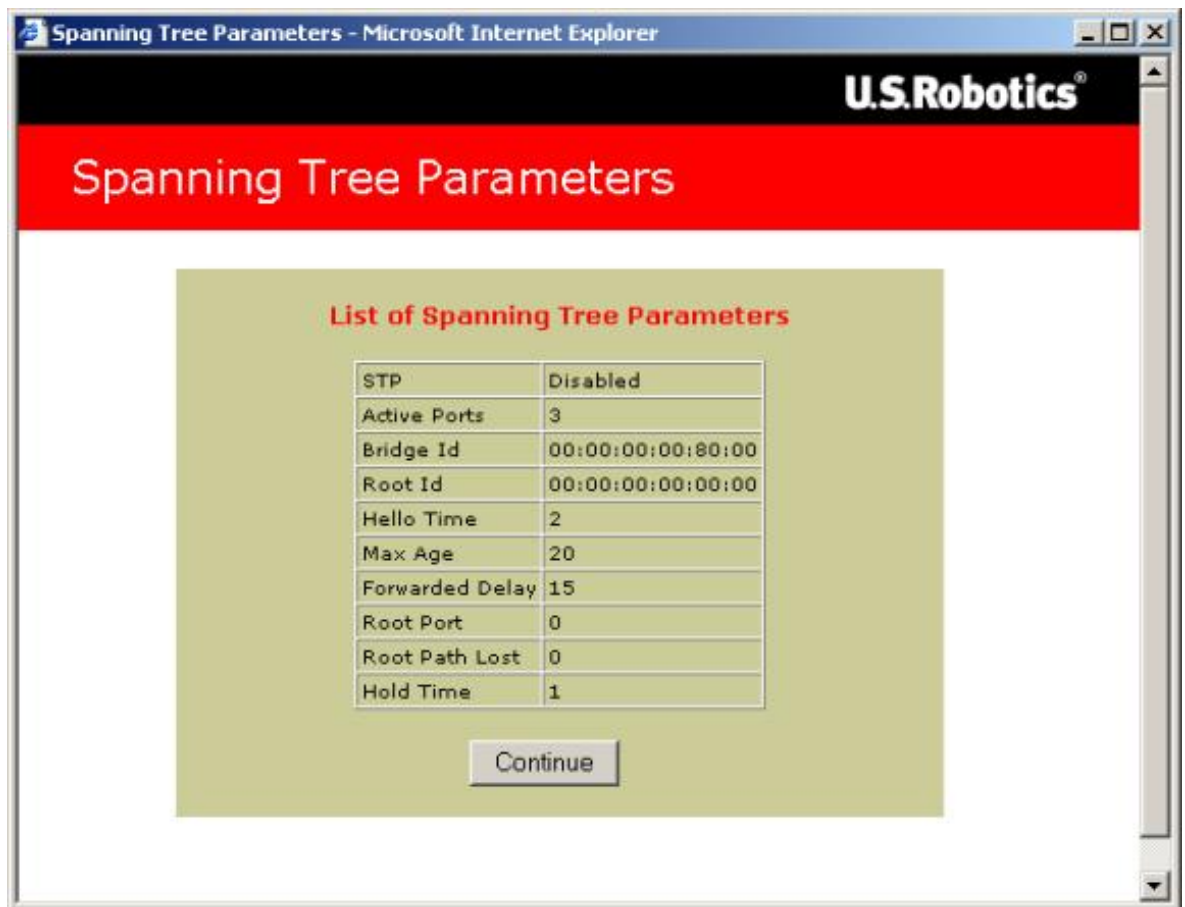 Spanning Tree Parameters - Microsoft Internet Explorer
U.S.Robotics®
Spanning Tree Parameters
List of Spanning Tree Parameters
STP Disabled
Active Ports 3
Bridge Id 00:00:00:00:80:00
Root Id 00:00:00:00:00:00
Hello Time 2
Max Age 20
Forwarded Delay 15
Root Port 0
Root Path Lost 0
Hold Time 1
Continue